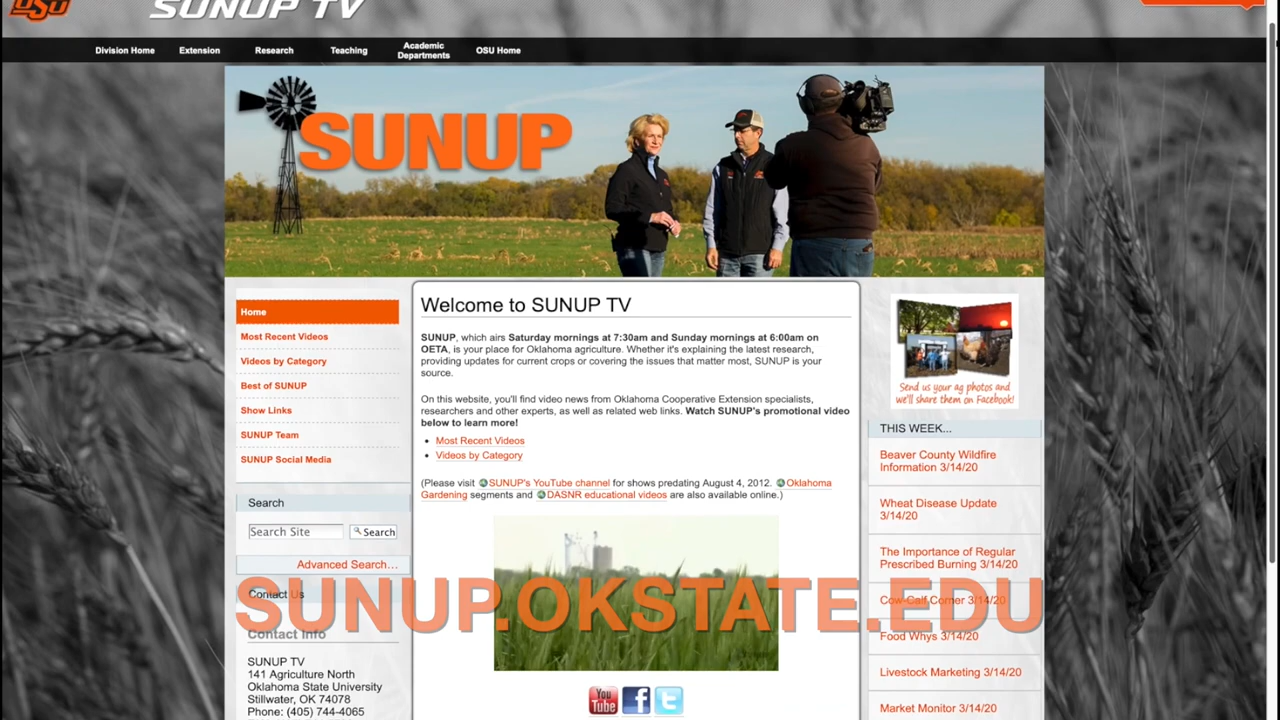 OSU
SUNUP TV
Division Home
Extension
Research
Teaching
Academic
Departments
OSU Home
SUNUP
Home
Most Recent Videos
Videos by Category
Best of SUNUP
Show Links
SUNUP Team
SUNUP Social Media
Search
Search Site
Search
Advanced Search…
Contact Us
Contact Info
SUNUP TV
141 Agriculture North
Oklahoma State University
Stillwater, OK 74078
Phone: (405) 744-4065
Welcome to SUNUP TV
SUNUP, which airs Saturday mornings at 7:30am and Sunday mornings at 6:00am on
OETA, is your place for Oklahoma agriculture. Whether it's explaining the latest research,
providing updates for current crops or covering the issues that matter most, SUNUP is your
source.
On this website, you'll find video news from Oklahoma Cooperative Extension specialists,
researchers and other experts, as well as related web links. Watch SUNUP's promotional video
below to learn more!
Most Recent Videos
Videos by Category
(Please visit SUNUP's YouTube channel for shows predating August 4, 2012. Oklahoma
Gardening segments and DASNR educational videos are also available online.)
SUNUP.OKSTATE.EDU
You
Tube
Send us your ag photos and
we'll share them on Facebook!
THIS WEEK...
Beaver County Wildfire
Information 3/14/20
Wheat Disease Update
3/14/20
The Importance of Regular
Prescribed Burning 3/14/20
Cow-Calf Corner 3/14/20
Food Whys 3/14/20
Livestock Marketing 3/14/20
Market Monitor 3/14/20